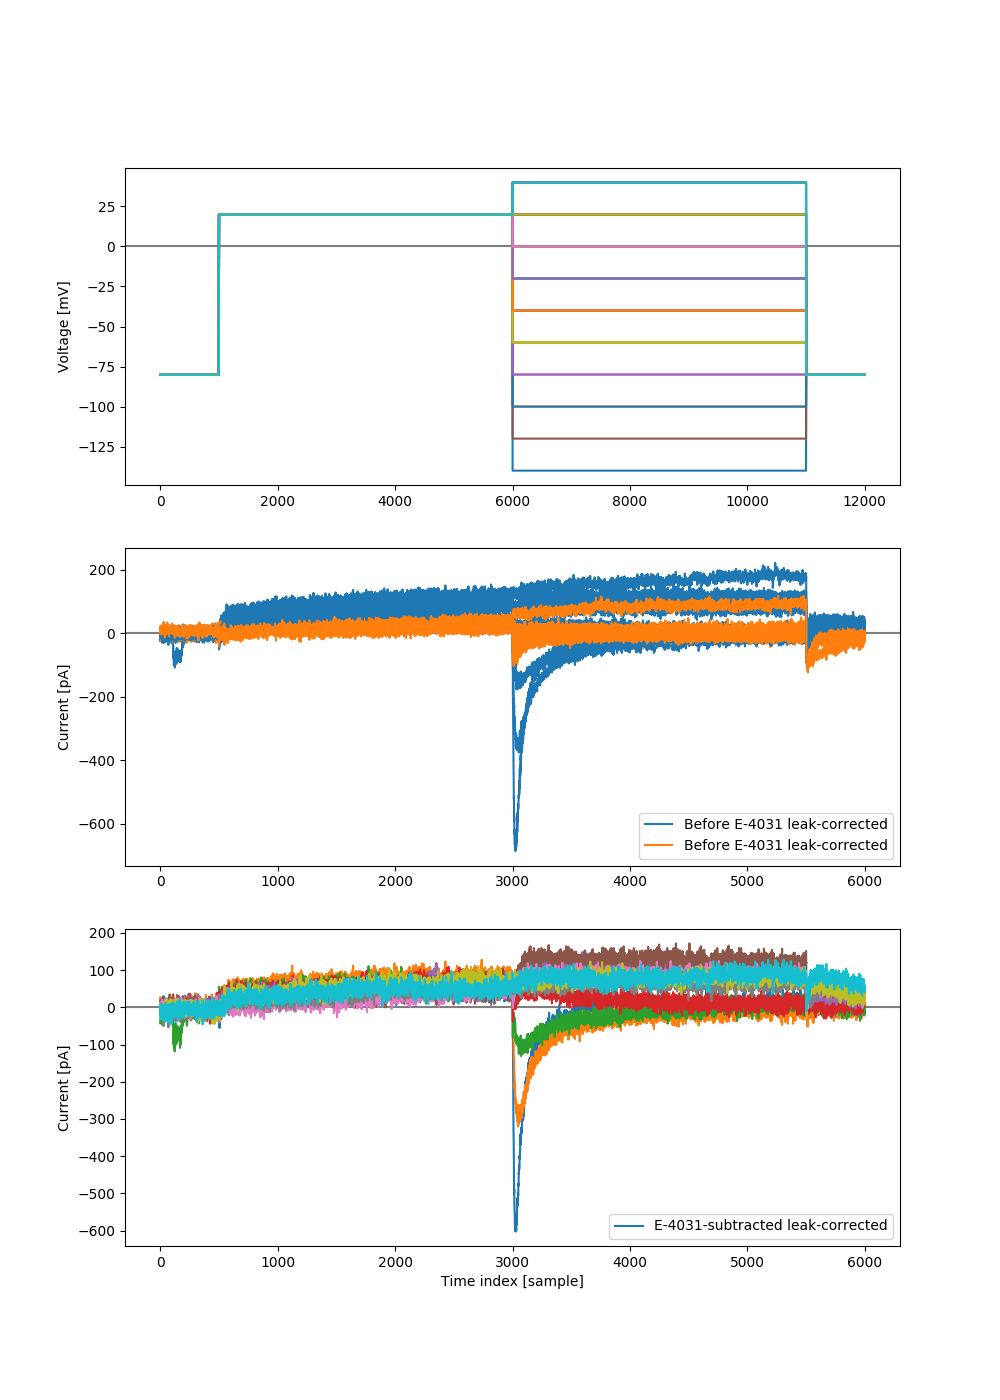 25
0
−25
−50
−75
−100
−125
Voltage [mV]
0 2000 4000 6000 8000 10000 12000
200
0
−200
−400
−600
Current [pA]
Before E-4031 leak-corrected
Before E-4031 leak-corrected
0 1000 2000 3000 4000 5000 6000
200
100
0
−100
−200
−300
−400
−500
−600
Current [pA]
E-4031-subtracted leak-corrected
0 1000 2000 3000 4000 5000 6000
Time index [sample]